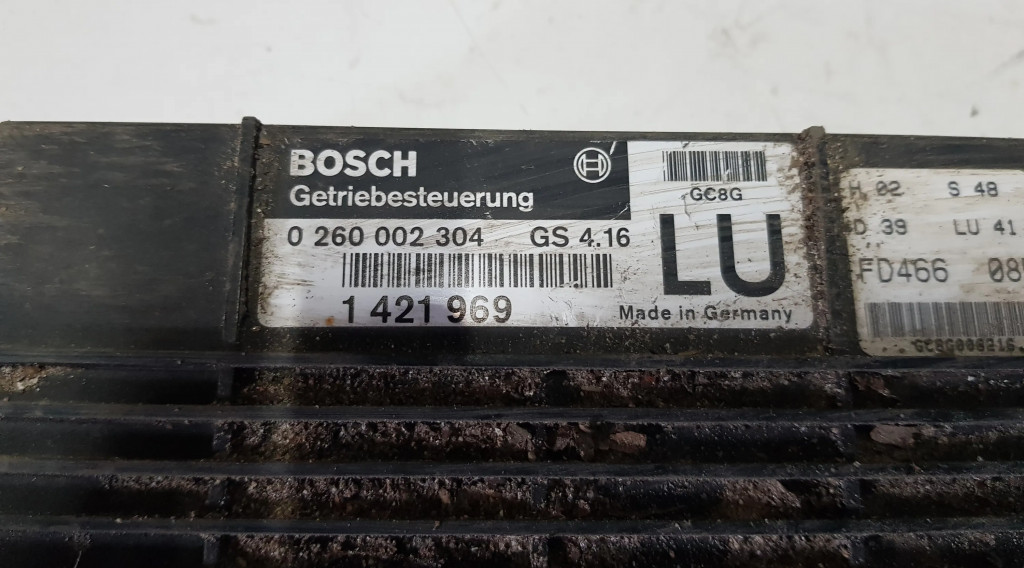 BOSCH
Getriebesteuerung
0 260 002 304 GS 4.16
1 421 969
GC8G
LU
Made in Germany
H 02 S 48
D 39 LU 41
FD466